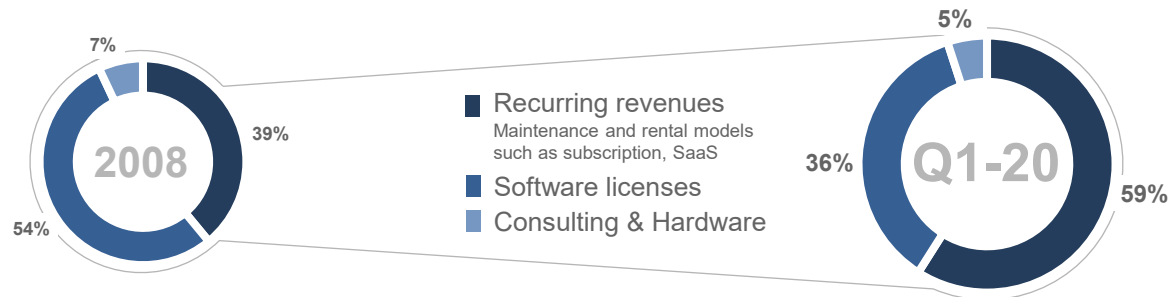 7%
2008
39%
54%
Recurring revenues
Maintenance and rental models
such as subscription, SaaS
Software licenses
Consulting & Hardware
5%
36%
Q1-20
59%